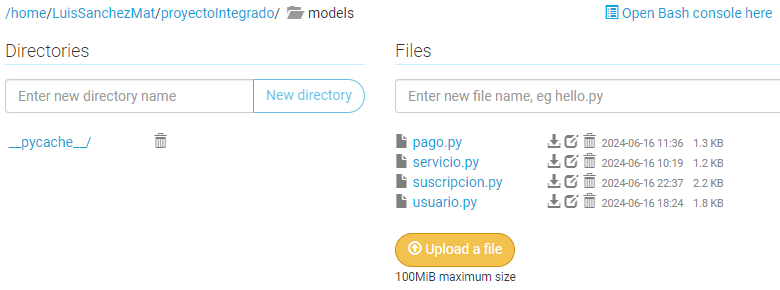 /home/LuisSanchezMat/proyectoIntegrado/ models
Open Bash console here
Directories
Enter new directory name New directory
__pycache__/
Files
Enter new file name, eg hello.py
pago.py 2024-06-16 11:36 1.3 KB
servicio.py 2024-06-16 10:19 1.2 KB
suscripcion.py 2024-06-16 22:37 2.2 KB
usuario.py 2024-06-16 18:24 1.8 KB
Upload a file
100MiB maximum size